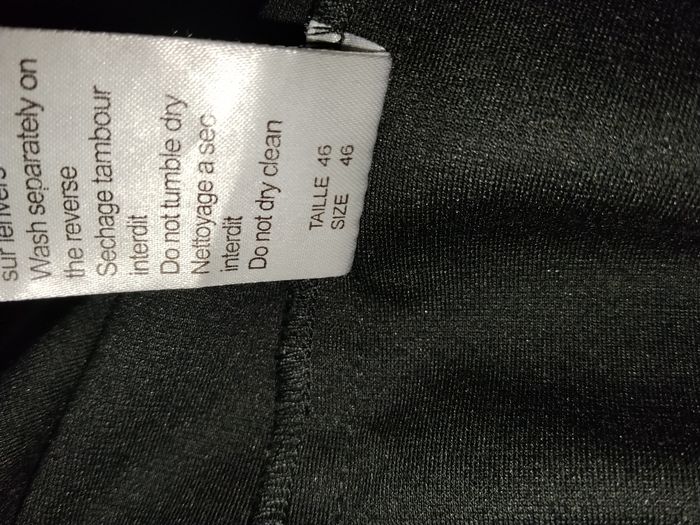 sur l'envers
Wash separately on
the reverse
Sechage tambour
interdit
Do not tumble dry
Nettoyage a sec
interdit
Do not dry clean
TAILLE 46
SIZE 46